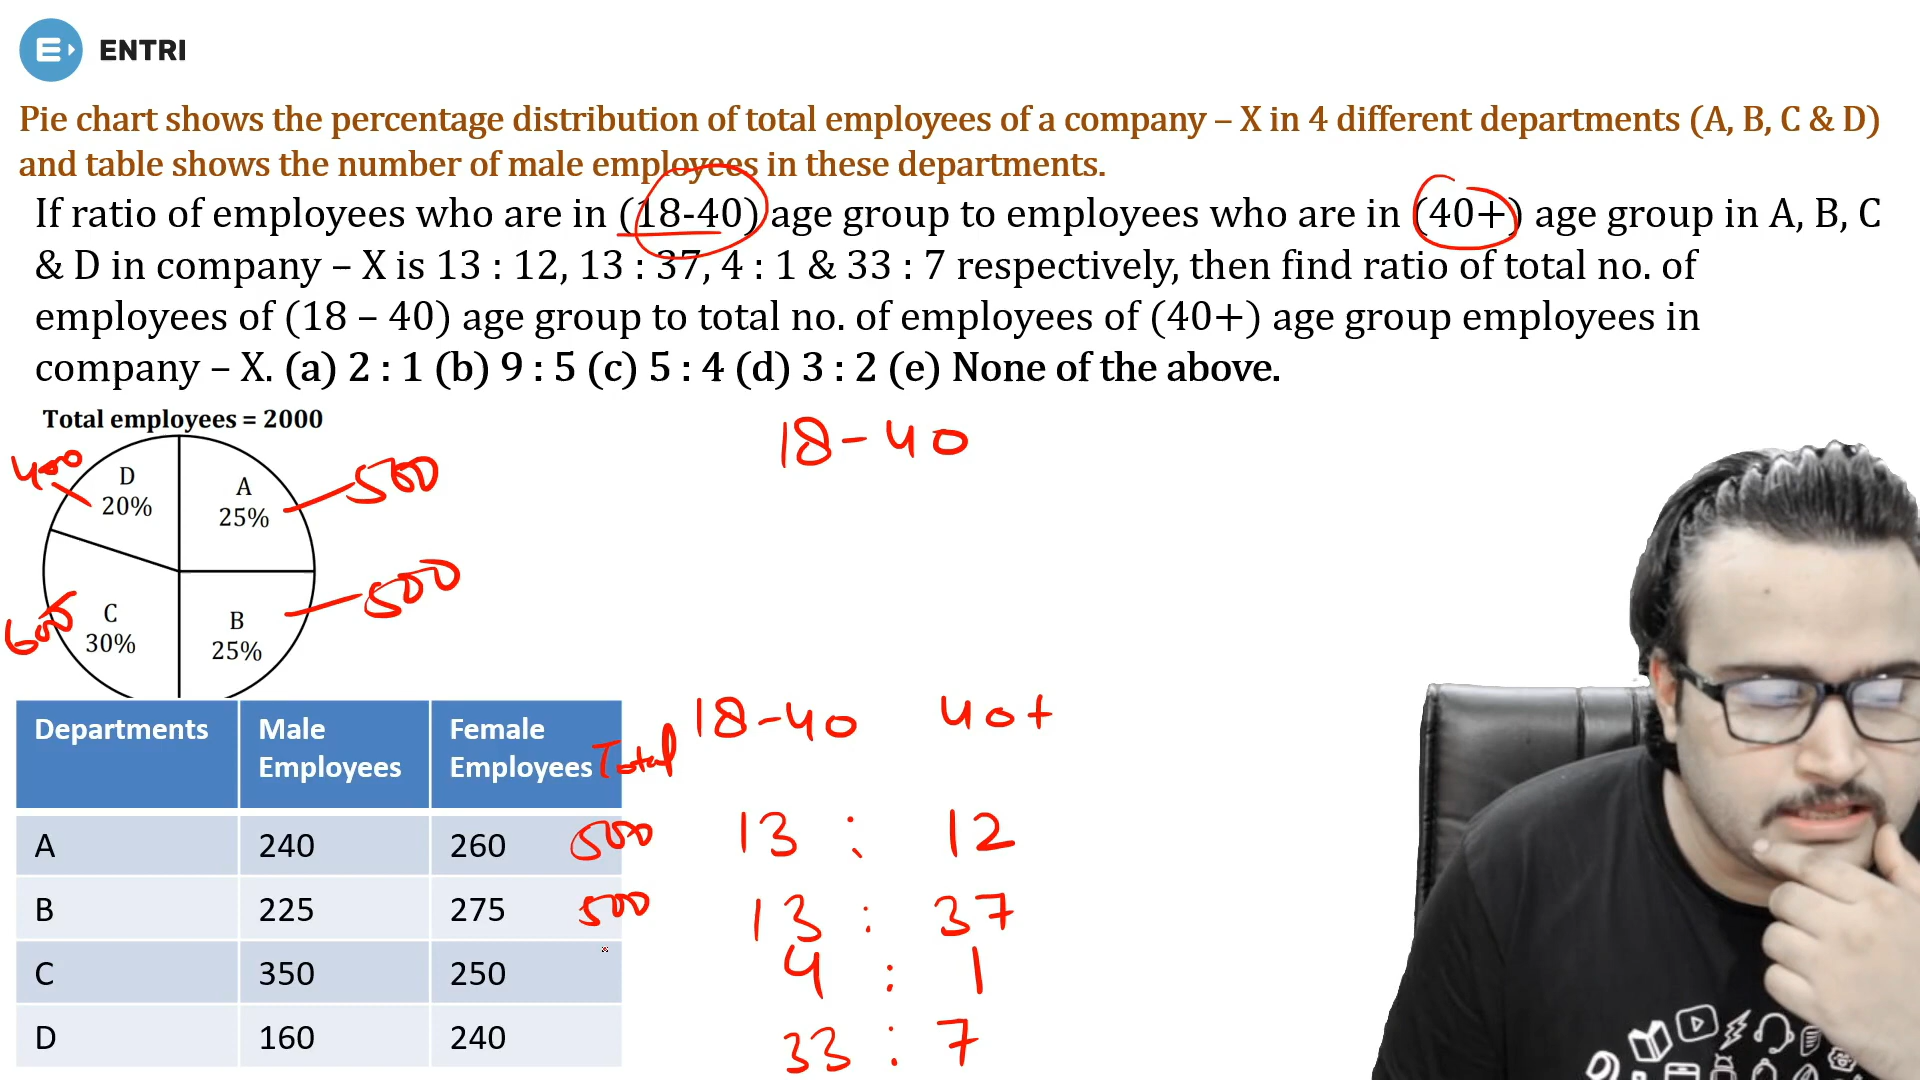 ENTRI
Pie chart shows the percentage distribution of total employees of a company – X in 4 different departments (A, B, C & D)
and table shows the number of male employees in these departments.
If ratio of employees who are in (18-40) age group to employees who are in (40+) age group in A, B, C
& D in company – X is 13 : 12, 13 : 37, 4 : 1 & 33 : 7 respectively, then find ratio of total no. of
employees of (18 – 40) age group to total no. of employees of (40+) age group employees in
company – X. (a) 2 : 1 (b) 9 : 5 (c) 5 : 4 (d) 3 : 2 (e) None of the above.
Total employees = 2000
18-40
400
D
20%
A
25%
500
600
C
30%
B
25%
500
Departments Male Employees Female Employees Total 18-40 40+
A 240 260 500 13 : 12
B 225 275 500 13 : 37
C 350 250 4 : 1
D 160 240 33 : 7